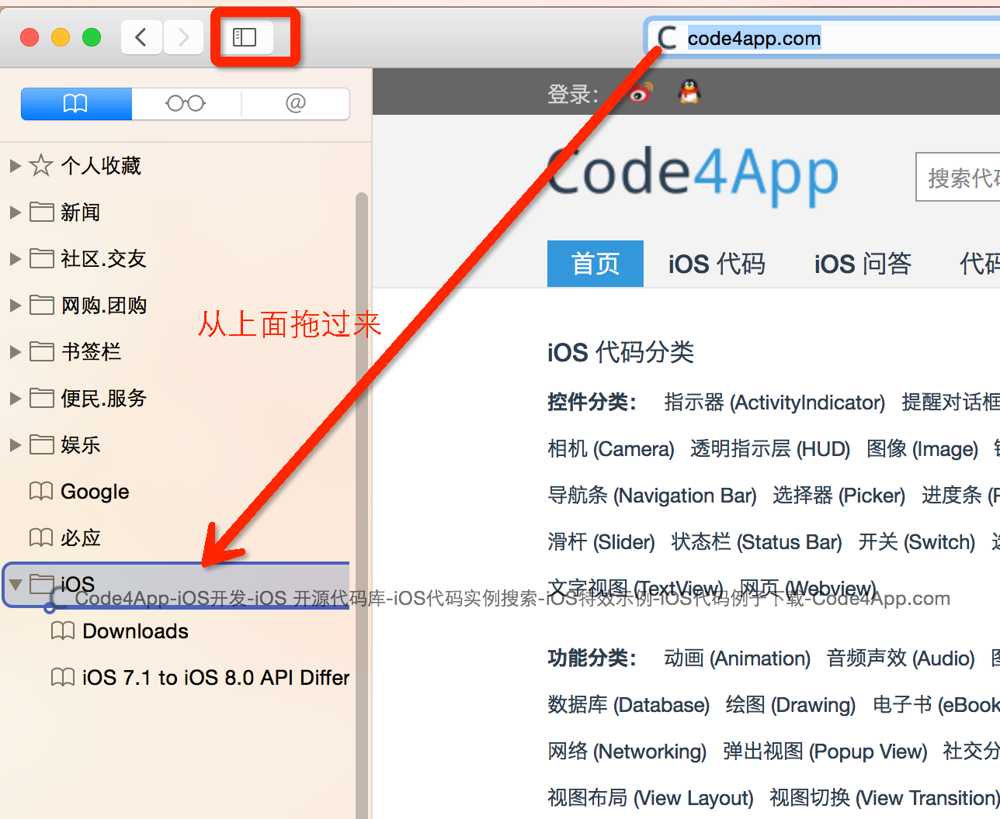 code4app.com
@
个人收藏
新闻
社区.交友
网购.团购
书签栏
便民.服务
娱乐
Google
必应
iOS
Downloads
iOS 7.1 to iOS 8.0 API Differ
从上面拖过来
登录:
Code4App
搜索代
首页 iOS 代码 iOS 问答 代
iOS 代码分类
控件分类： 指示器 (ActivityIndicator) 提醒对话框
相机 (Camera) 透明指示层 (HUD) 图像 (Image)
导航条 (Navigation Bar) 选择器 (Picker) 进度条 (P
滑杆 (Slider) 状态栏 (Status Bar) 开关 (Switch)
文字视图 (TextView) 网页 (Webview)
Code4App-iOS开发-iOS 开源代码库-iOS代码实例搜索-iOS特效示例-iOS代码例子下载-Code4App.com
功能分类： 动画 (Animation) 音频声效 (Audio)
数据库 (Database) 绘图 (Drawing) 电子书 (eBook
网络 (Networking) 弹出视图 (Popup View) 社交分
视图布局 (View Layout) 视图切换 (View Transition)